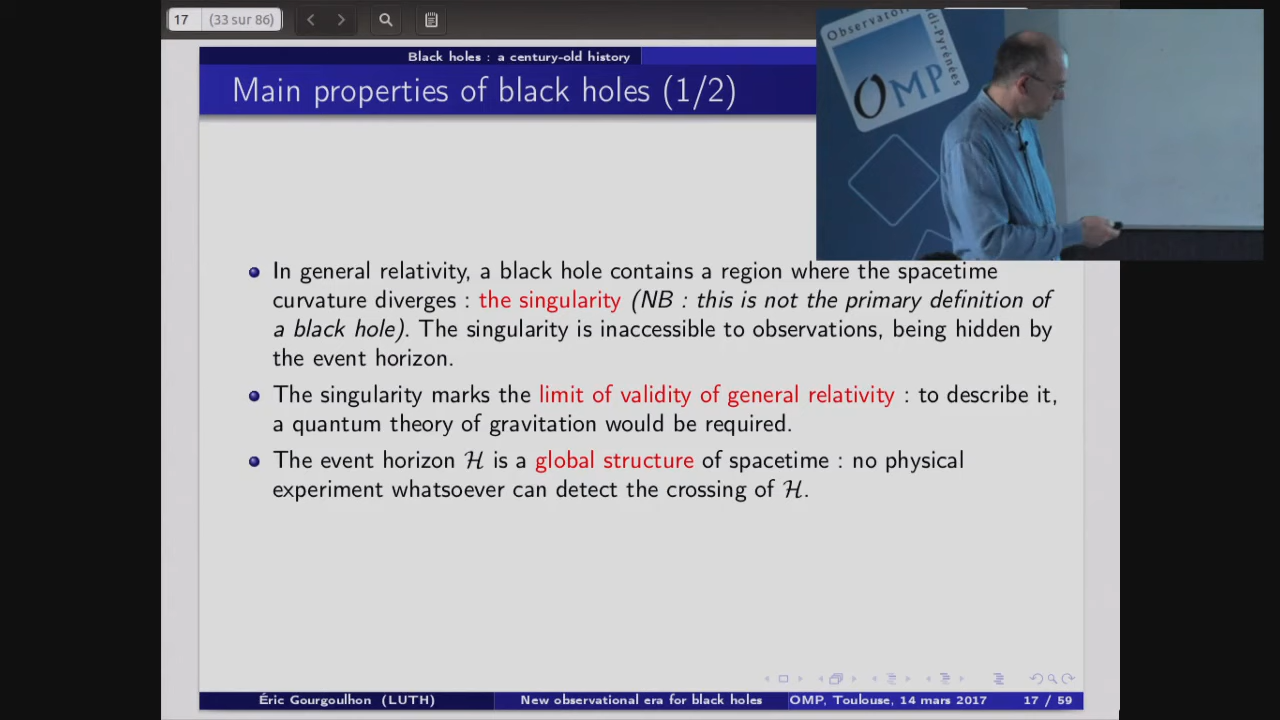 17 (33 sur 86)
Black holes : a century-old history
Main properties of black holes (1/2)
Observato
di-Pyrénées
OMP
In general relativity, a black hole contains a region where the spacetime
curvature diverges : the singularity (NB : this is not the primary definition of
a black hole). The singularity is inaccessible to observations, being hidden by
the event horizon.
The singularity marks the limit of validity of general relativity : to describe it,
a quantum theory of gravitation would be required.
The event horizon ℋ is a global structure of spacetime : no physical
experiment whatsoever can detect the crossing of ℋ.
Éric Gourgoulhon (LUTH) New observational era for black holes OMP, Toulouse, 14 mars 2017 17 / 59